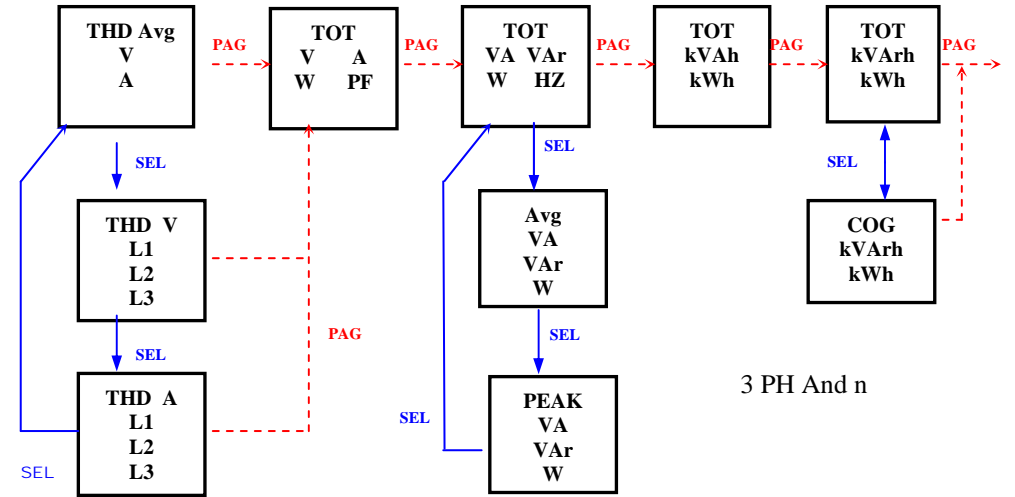 THD Avg
V
A
PAG
TOT
V A
W PF
PAG
TOT
VA VAr
W HZ
PAG
TOT
kVAh
kWh
PAG
TOT
kVArh
kWh
PAG
SEL
SEL
SEL
THD V
L1
L2
L3
Avg
VA
VAr
W
COG
kVArh
kWh
PAG
SEL
SEL
THD A
L1
L2
L3
SEL
SEL
PEAK
VA
VAr
W
3 PH And n